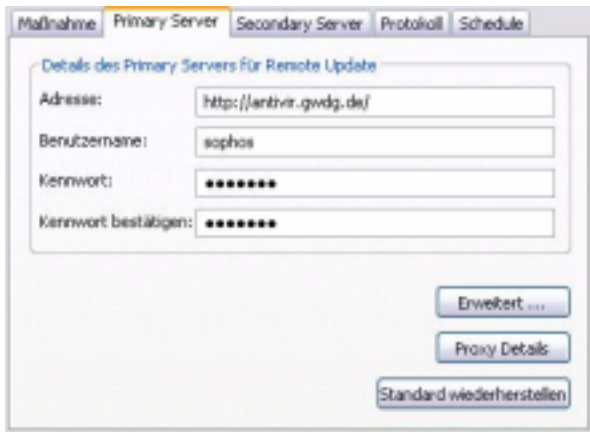 Maßnahme Primary Server Secondary Server Protokoll Schedule
Details des Primary Servers für Remote Update
Adresse: http://antivir.gwdg.de/
Benutzername: sophos
Kennwort: ●●●●●●●
Kennwort bestätigen: ●●●●●●●
Erweitert ...
Proxy Details
Standard wiederherstellen